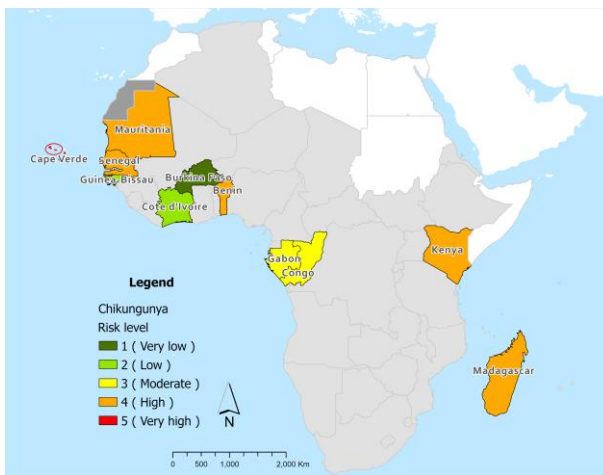 Mauritania
Cape Verde
Senegal
Guinea-Bissau
Burkina Faso
Benin
Cote d'Ivoire
Gabon
Congo
Kenya
Madagascar
Legend
Chikungunya
Risk level
1 ( Very low )
2 ( Low )
3 ( Moderate )
4 ( High )
5 ( Very high )
N
0 500 1,000 2,000 Km